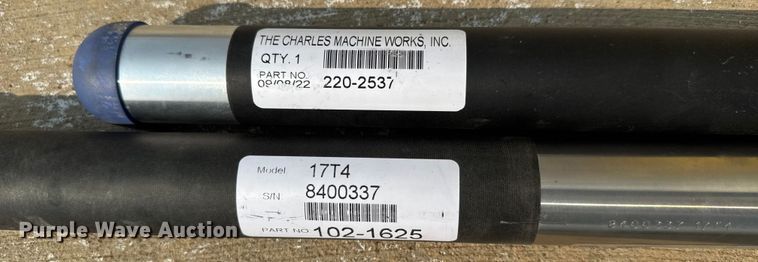 THE CHARLES MACHINE WORKS, INC.
QTY. 1
PART NO. 220-2537
09/08/22
Model 17T4
S/N 8400337
PART NO 102-1625
Purple Wave Auction